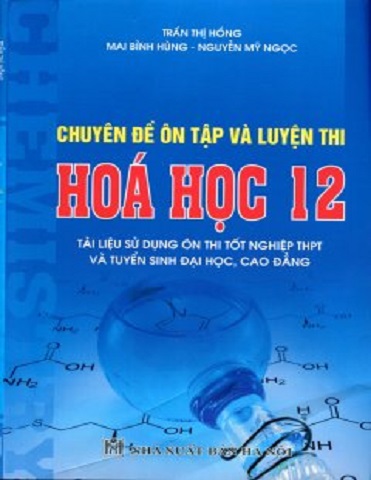 TRẦN THỊ HỒNG
MAI BÌNH HÙNG - NGUYỄN MỸ NGỌC
CHUYÊN ĐỀ ÔN TẬP VÀ LUYỆN THI
HOÁ HỌC 12
TÀI LIỆU SỬ DỤNG ÔN THI TỐT NGHIỆP THPT
VÀ TUYỂN SINH ĐẠI HỌC, CAO ĐẲNG
CHEMISTRY
NHÀ XUẤT BẢN HÀ NỘI